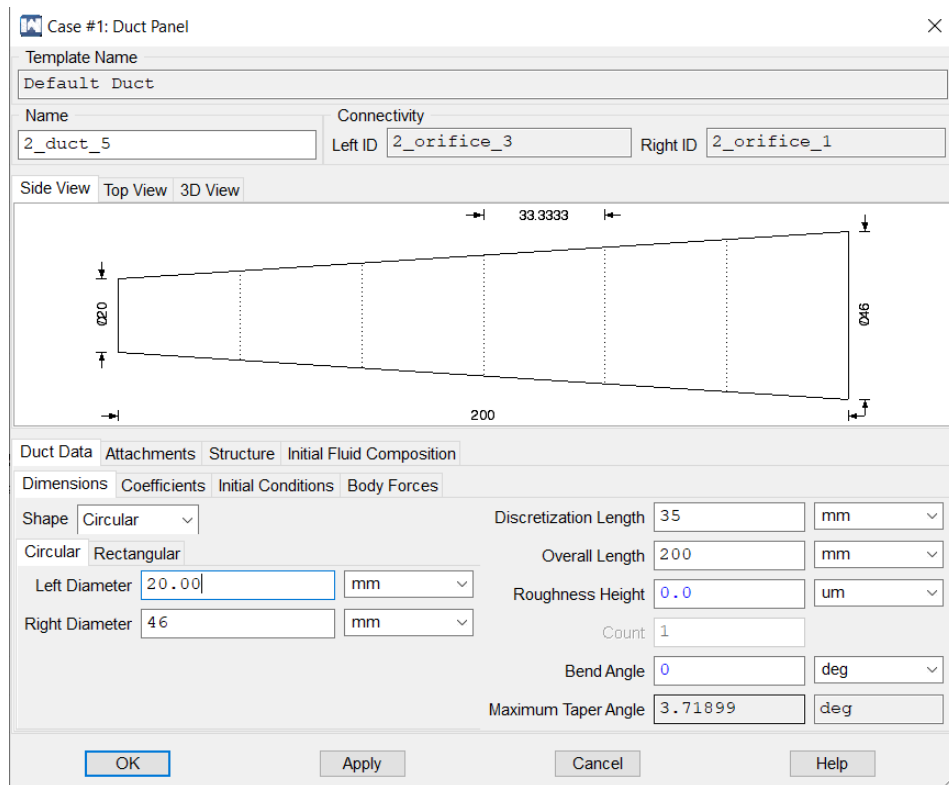 Case #1: Duct Panel
Template Name
Default Duct
Name
Connectivity
2_duct_5
Left ID 2_orifice_3
Right ID 2_orifice_1
Side View Top View 3D View
33.3333
Ø20
Ø46
200
Duct Data Attachments Structure Initial Fluid Composition
Dimensions Coefficients Initial Conditions Body Forces
Shape Circular
Discretization Length 35 mm
Circular Rectangular
Overall Length 200 mm
Left Diameter 20.00 mm
Roughness Height 0.0 um
Right Diameter 46 mm
Count 1
Bend Angle 0 deg
Maximum Taper Angle 3.71899 deg
OK Apply Cancel Help